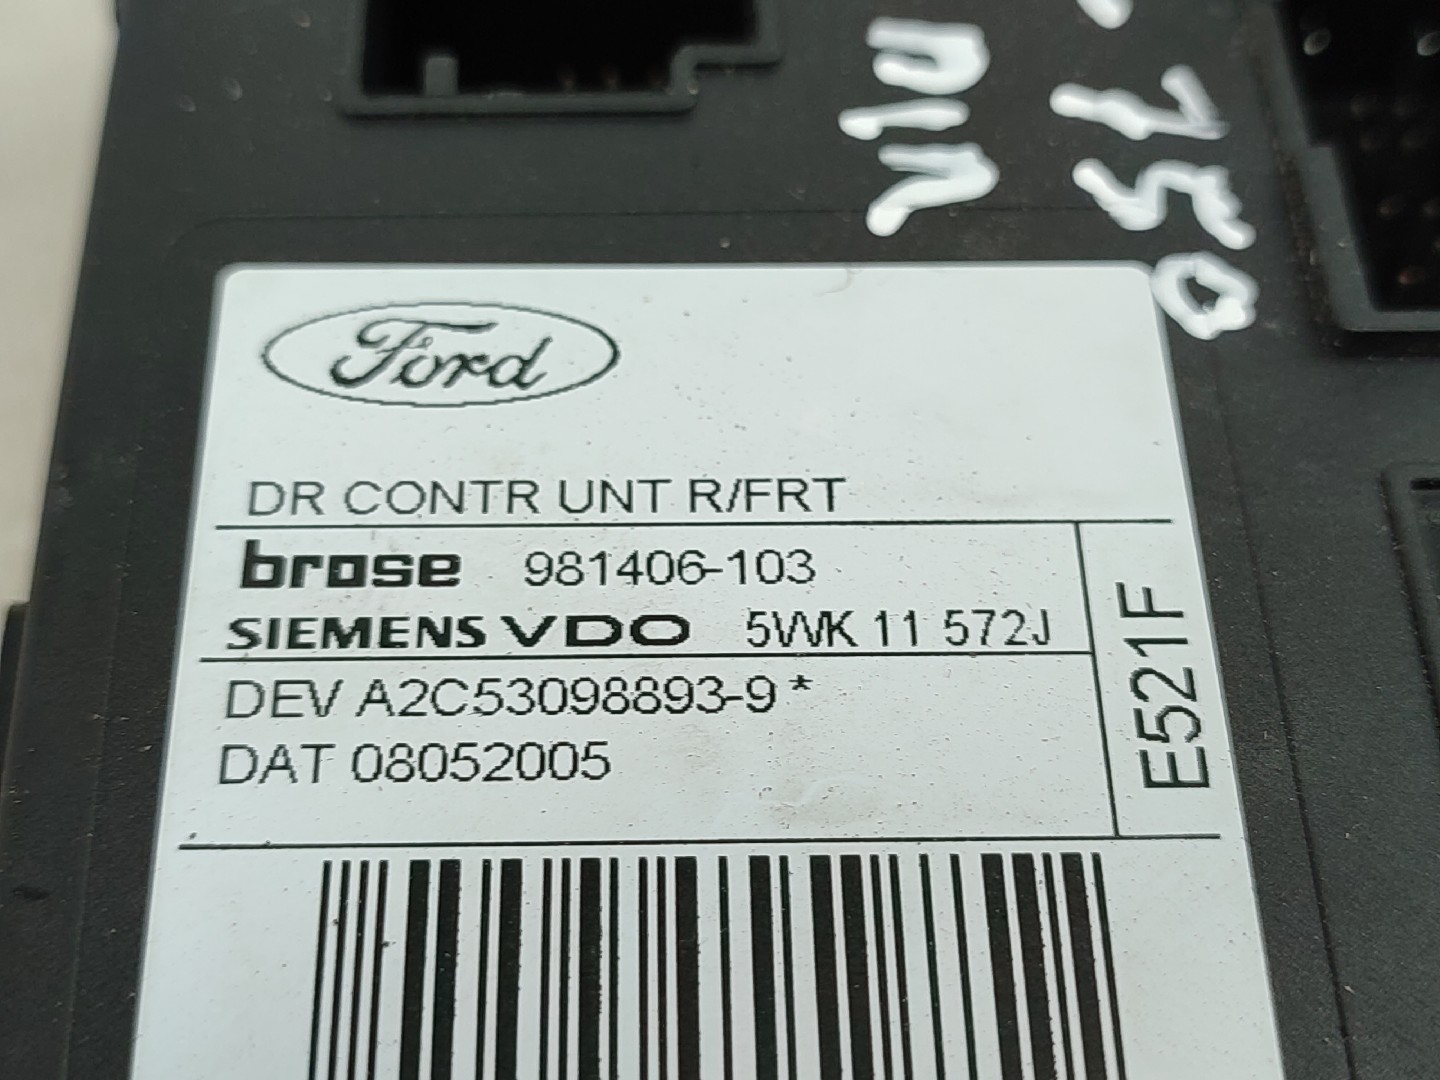 Ford
DR CONTR UNT R/FRT
brose 981406-103
SIEMENS VDO 5WK 11 572J
DEV A2C53098893-9 *
DAT 08052005
E521F